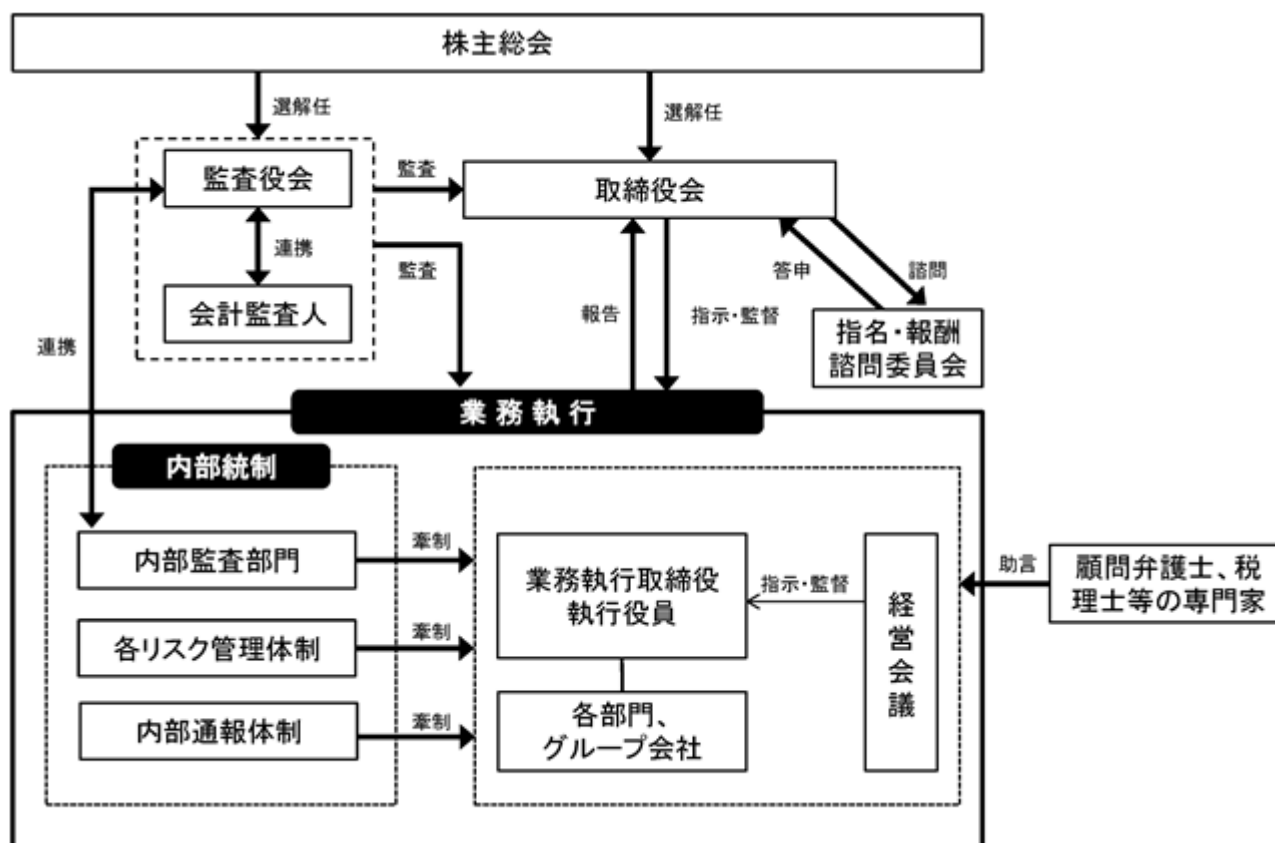 株主総会
選解任
選解任
監査役会
監査
取締役会
連携
監査
答申
諮問
会計監査人
報告
指示・監督
指名・報酬
諮問委員会
連携
業務執行
内部統制
内部監査部門
牽制
業務執行取締役
執行役員
指示・監督
経営会議
助言
顧問弁護士、税
理士等の専門家
各リスク管理体制
牽制
内部通報体制
牽制
各部門、
グループ会社